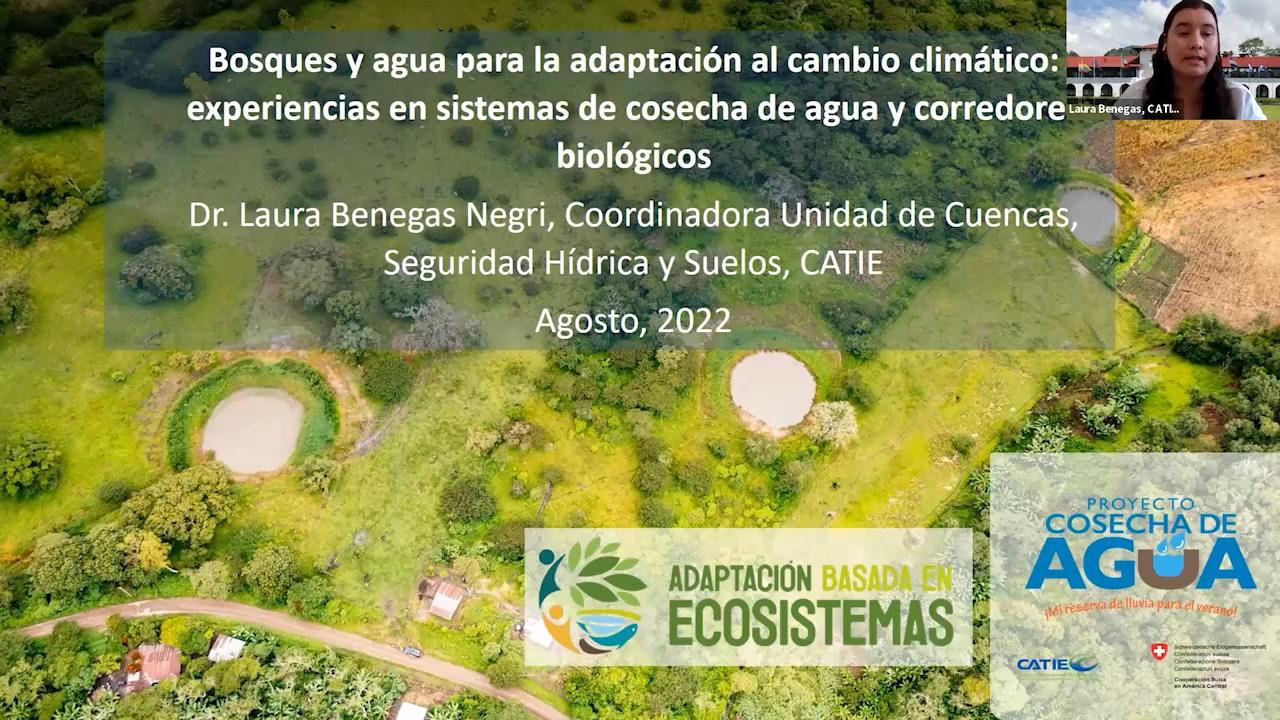 Bosques y agua para la adaptación al cambio climático:
experiencias en sistemas de cosecha de agua y corredore
biológicos
Dr. Laura Benegas Negri, Coordinadora Unidad de Cuencas,
Seguridad Hídrica y Suelos, CATIE
Agosto, 2022
Laura Benegas, CATI...
ADAPTACIÓN BASADA EN
ECOSISTEMAS
PROYECTO
COSECHA DE
AGUA
¡Mi reserva de lluvia para el verano!
CATIE
Schweizerische Eidgenossenschaft
Confédération suisse
Confederazione Svizzera
Confederaziun svizra
Cooperación Suiza
en América Central